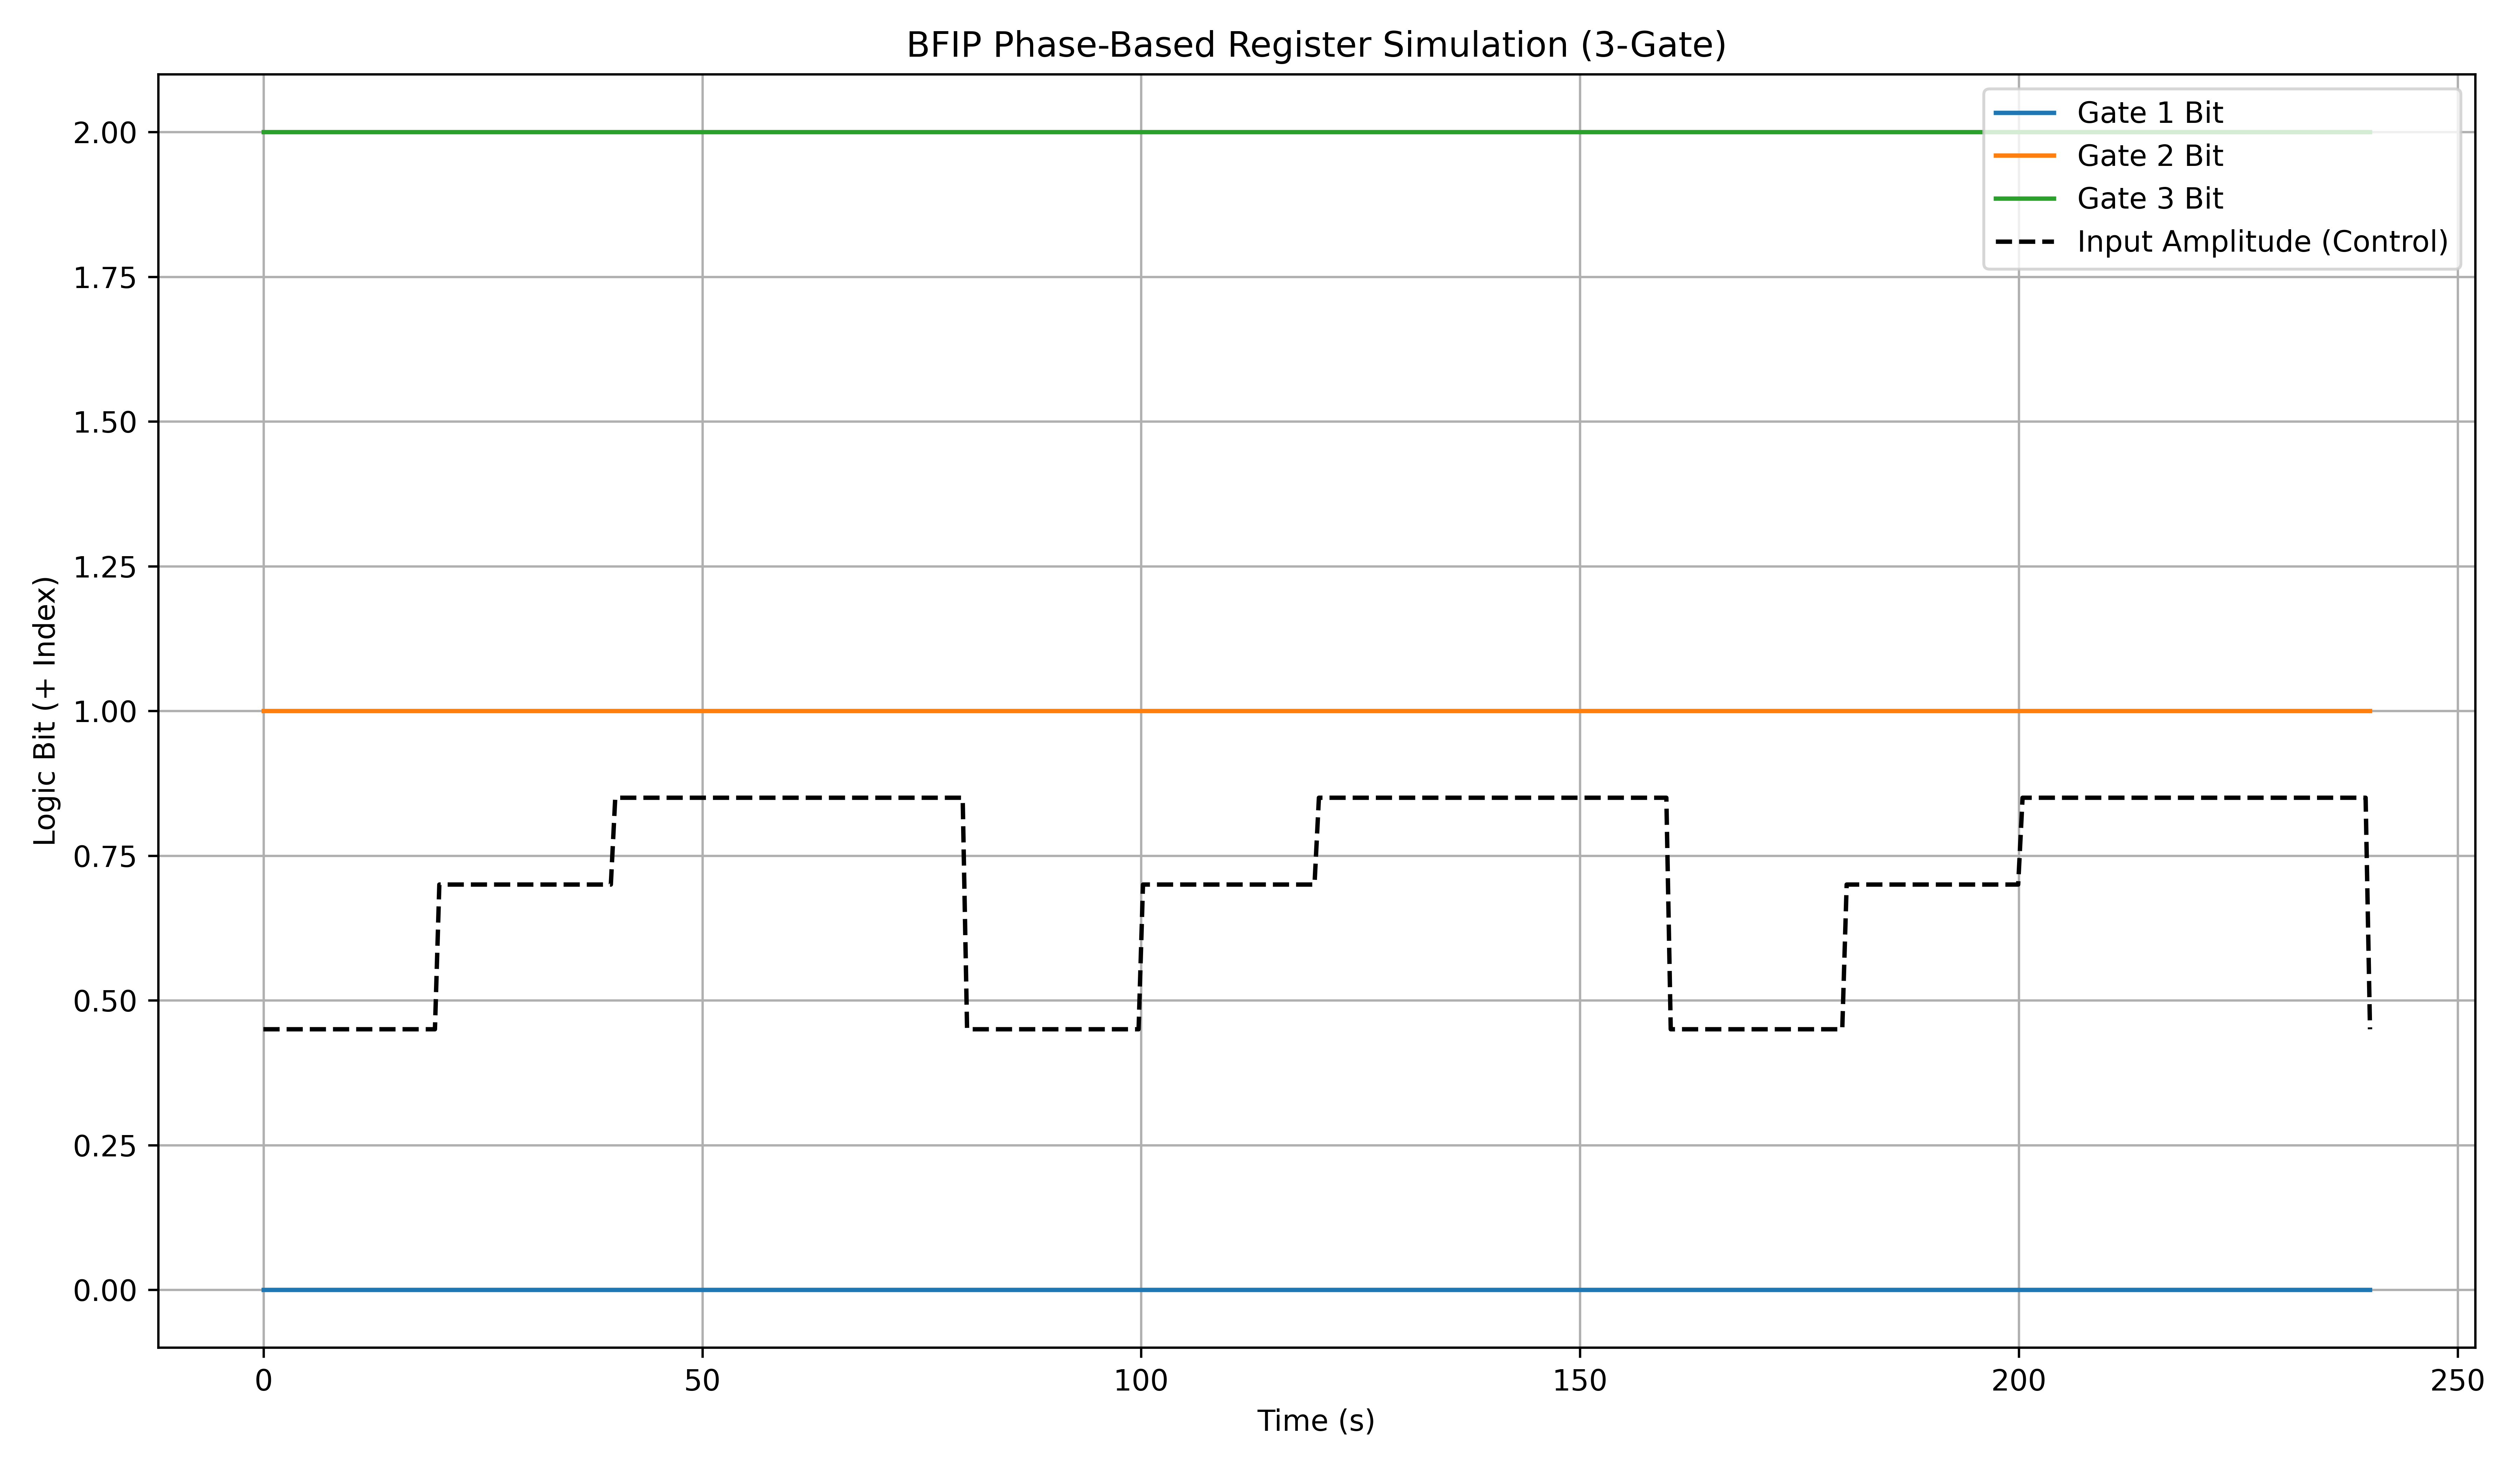 BFIP Phase-Based Register Simulation (3-Gate)
Gate 1 Bit
Gate 2 Bit
Gate 3 Bit
Input Amplitude (Control)
Logic Bit (+ Index)
2.00
1.75
1.50
1.25
1.00
0.75
0.50
0.25
0.00
0 50 100 150 200 250
Time (s)